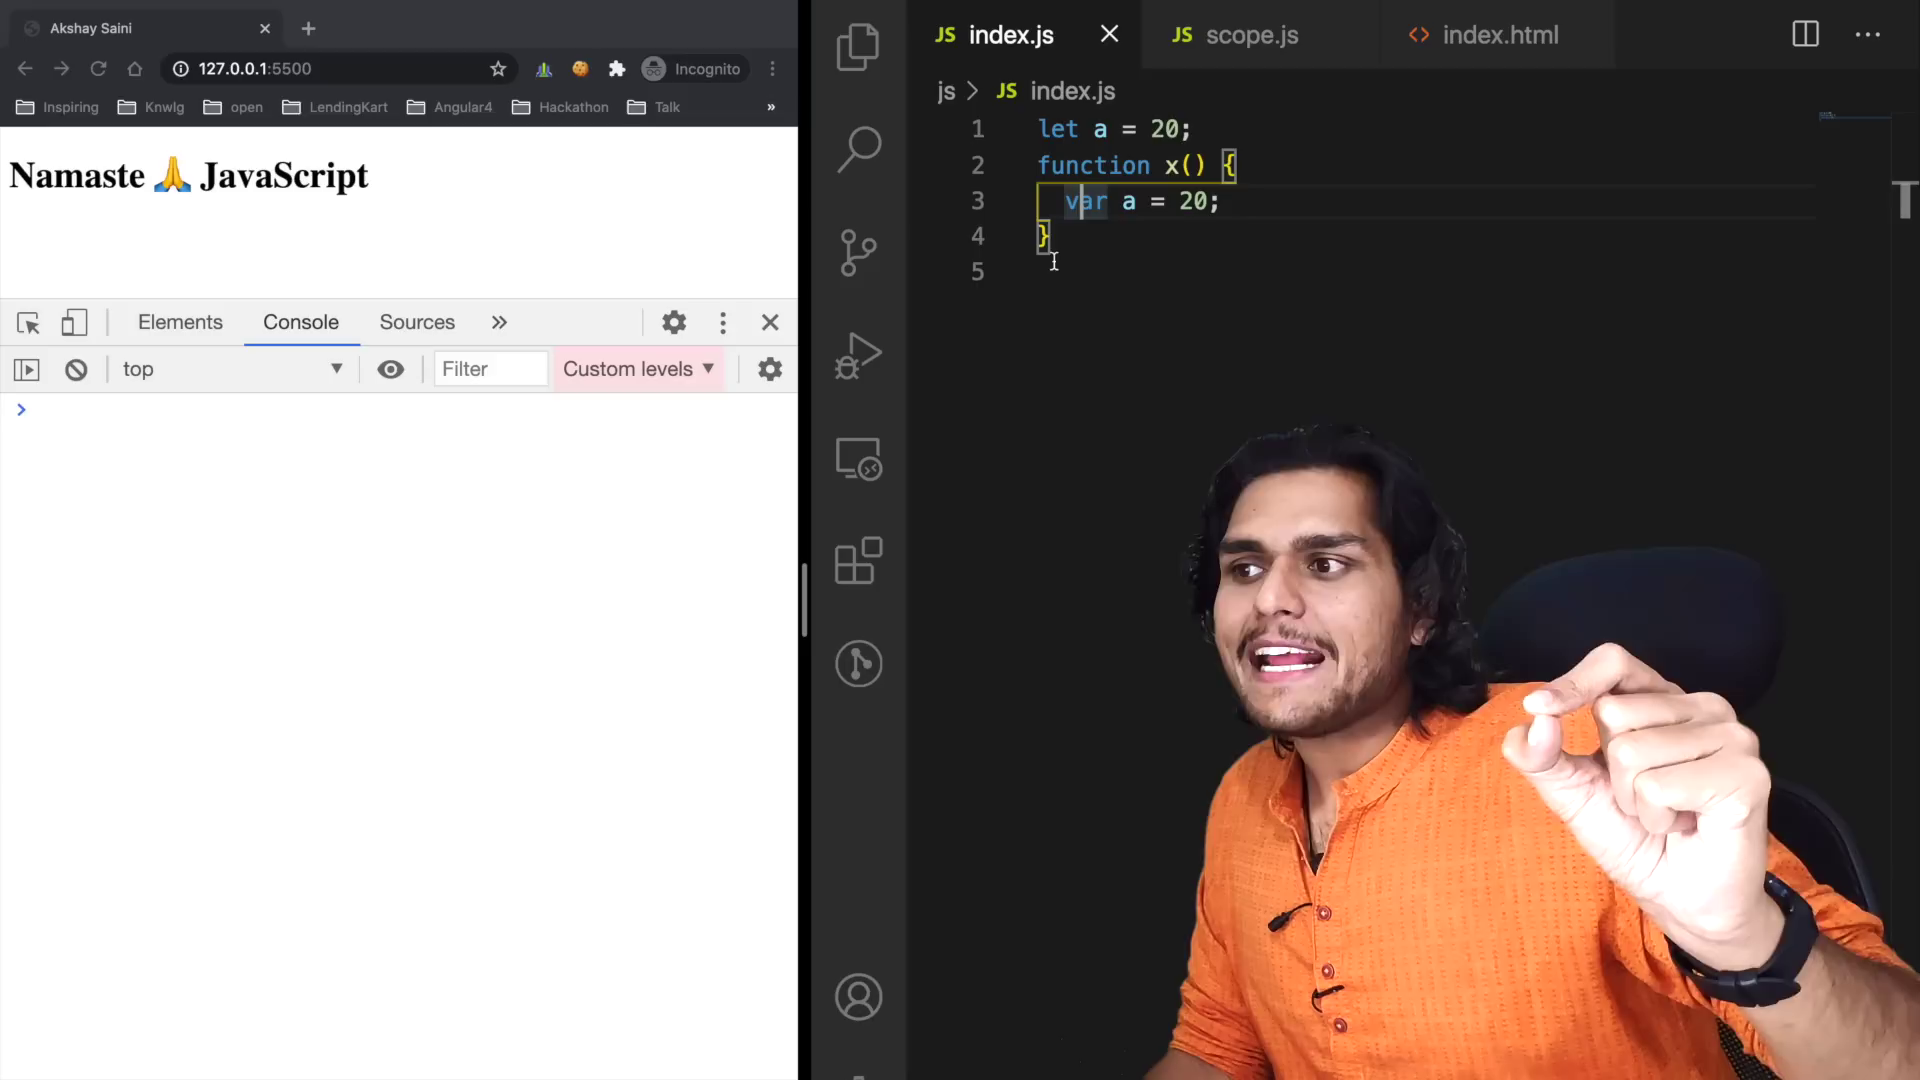 Akshay Saini
127.0.0.1:5500
Incognito
Inspiring
Knwlg
open
LendingKart
Angular4
Hackathon
Talk
»
Namaste 🙏 JavaScript
Elements
Console
Sources
»
top
Filter
Custom levels
>
JS index.js
JS scope.js
<> index.html
js > JS index.js
1 let a = 20;
2 function x() {
3 var a = 20;
4 }
5